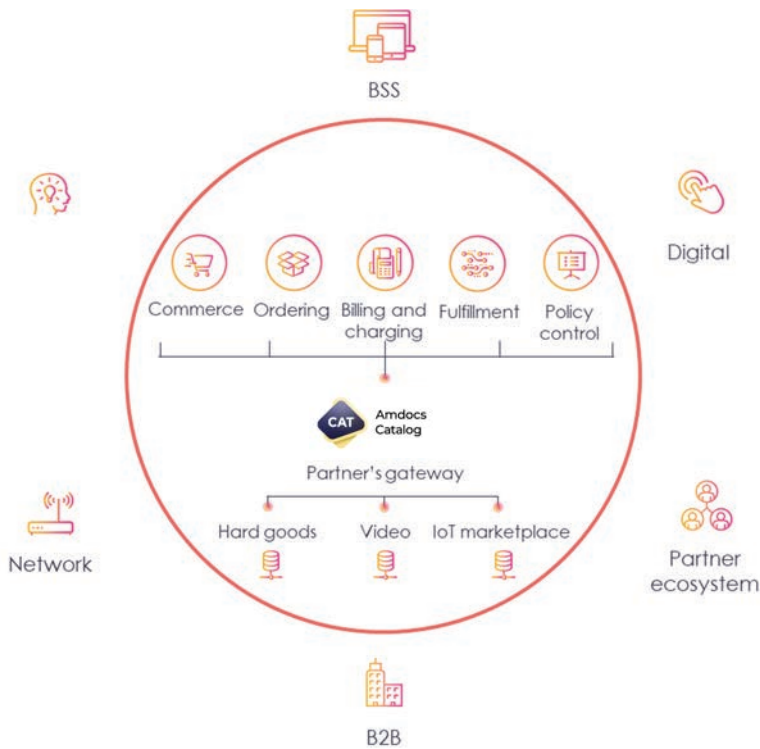 BSS
Digital
Commerce
Ordering
Billing and
charging
Fulfillment
Policy
control
CAT
Amdocs
Catalog
Partner's gateway
Hard goods
Video
IoT marketplace
Network
Partner
ecosystem
B2B